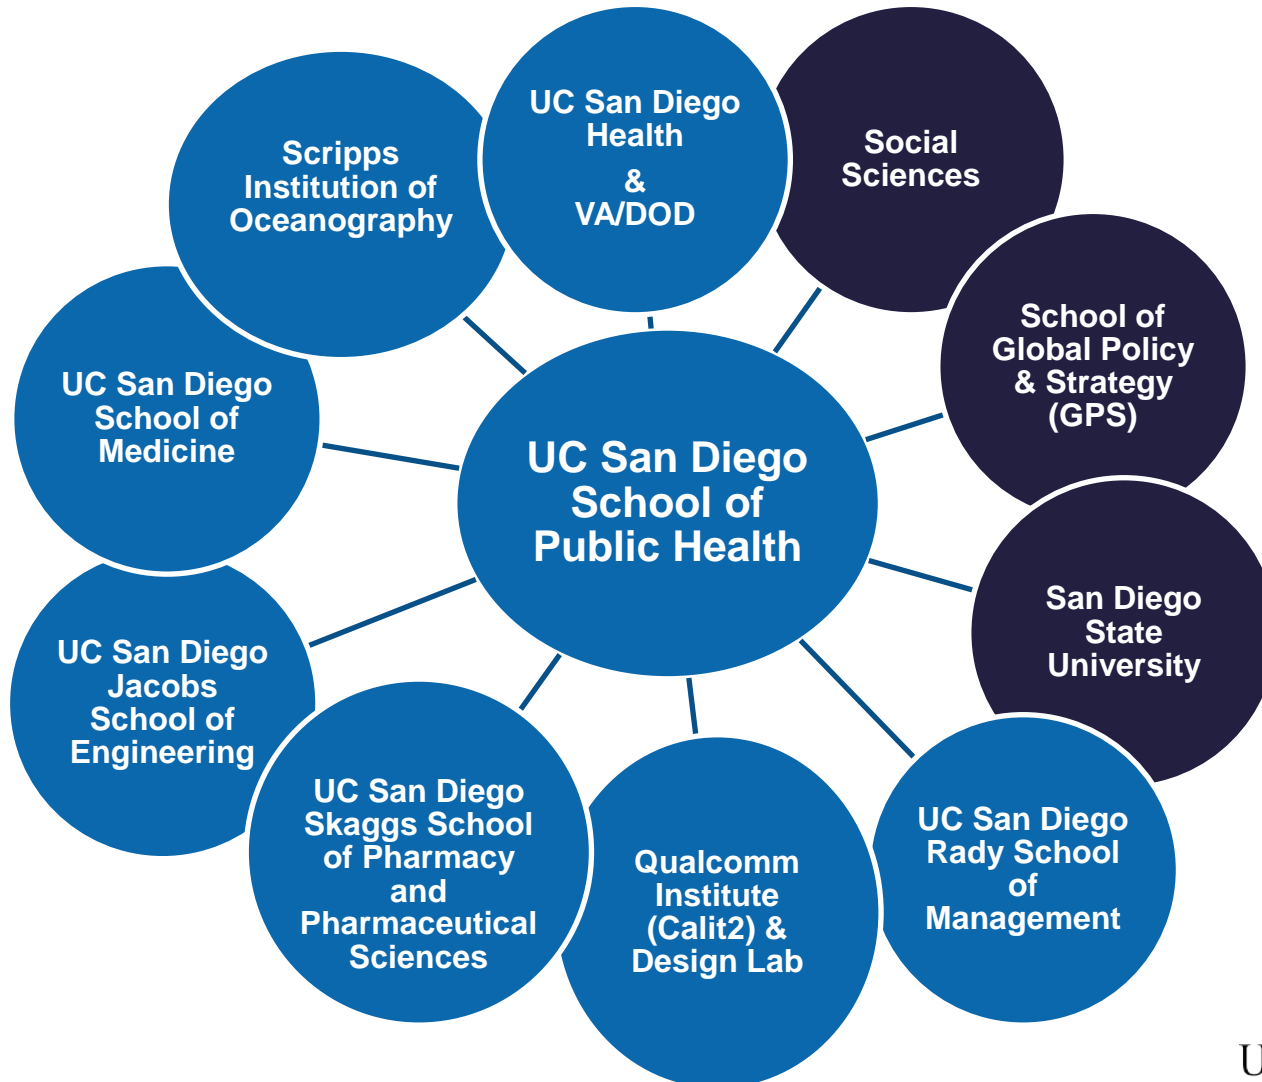 UC San Diego
Health
&
VA/DOD
Social
Sciences
Scripps
Institution of
Oceanography
School of
Global Policy
& Strategy
(GPS)
UC San Diego
School of
Medicine
UC San Diego
School of
Public Health
San Diego
State
University
UC San Diego
Jacobs
School of
Engineering
UC San Diego
Skaggs School
of Pharmacy
and
Pharmaceutical
Sciences
Qualcomm
Institute
(Calit2) &
Design Lab
UC San Diego
Rady School
of
Management
U